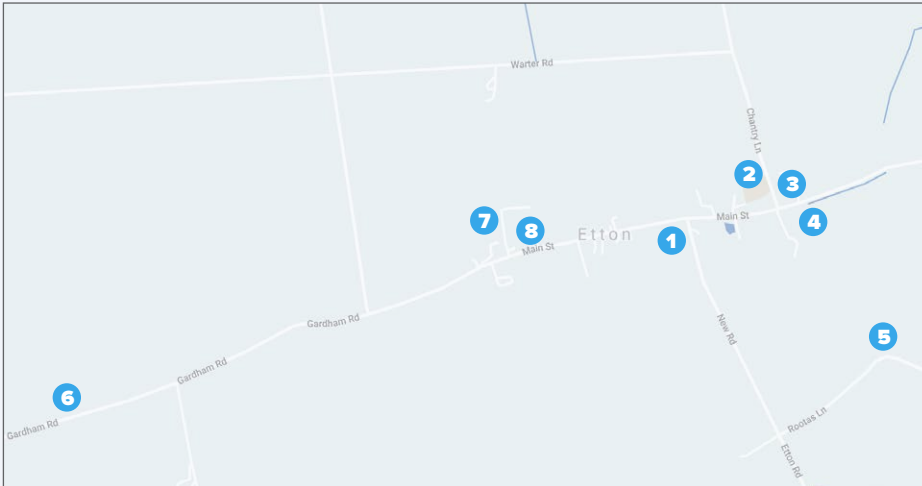 Warter Rd
Chantry Ln
2
3
7
8
Etton
Main St
4
1
Main St
Gardham Rd
New Rd
5
Gardham Rd
6
Rootas Ln
Gardham Rd
Etton Rd